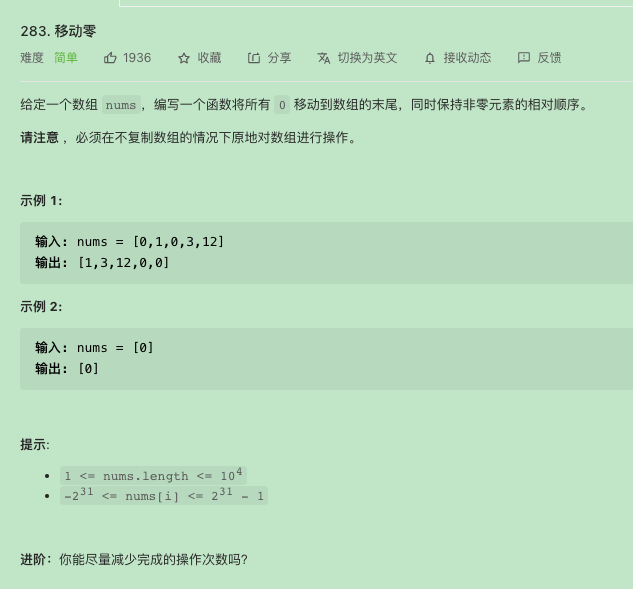 283. 移动零
难度 简单 1936 收藏 分享 切换为英文 接收动态 反馈
给定一个数组 nums，编写一个函数将所有 0 移动到数组的末尾，同时保持非零元素的相对顺序。
请注意 ，必须在不复制数组的情况下原地对数组进行操作。
示例 1:
输入: nums = [0,1,0,3,12]
输出: [1,3,12,0,0]
示例 2:
输入: nums = [0]
输出: [0]
提示:
• 1 <= nums.length <= 10⁴
• -2³¹ <= nums[i] <= 2³¹ - 1
进阶：你能尽量减少完成的操作次数吗?